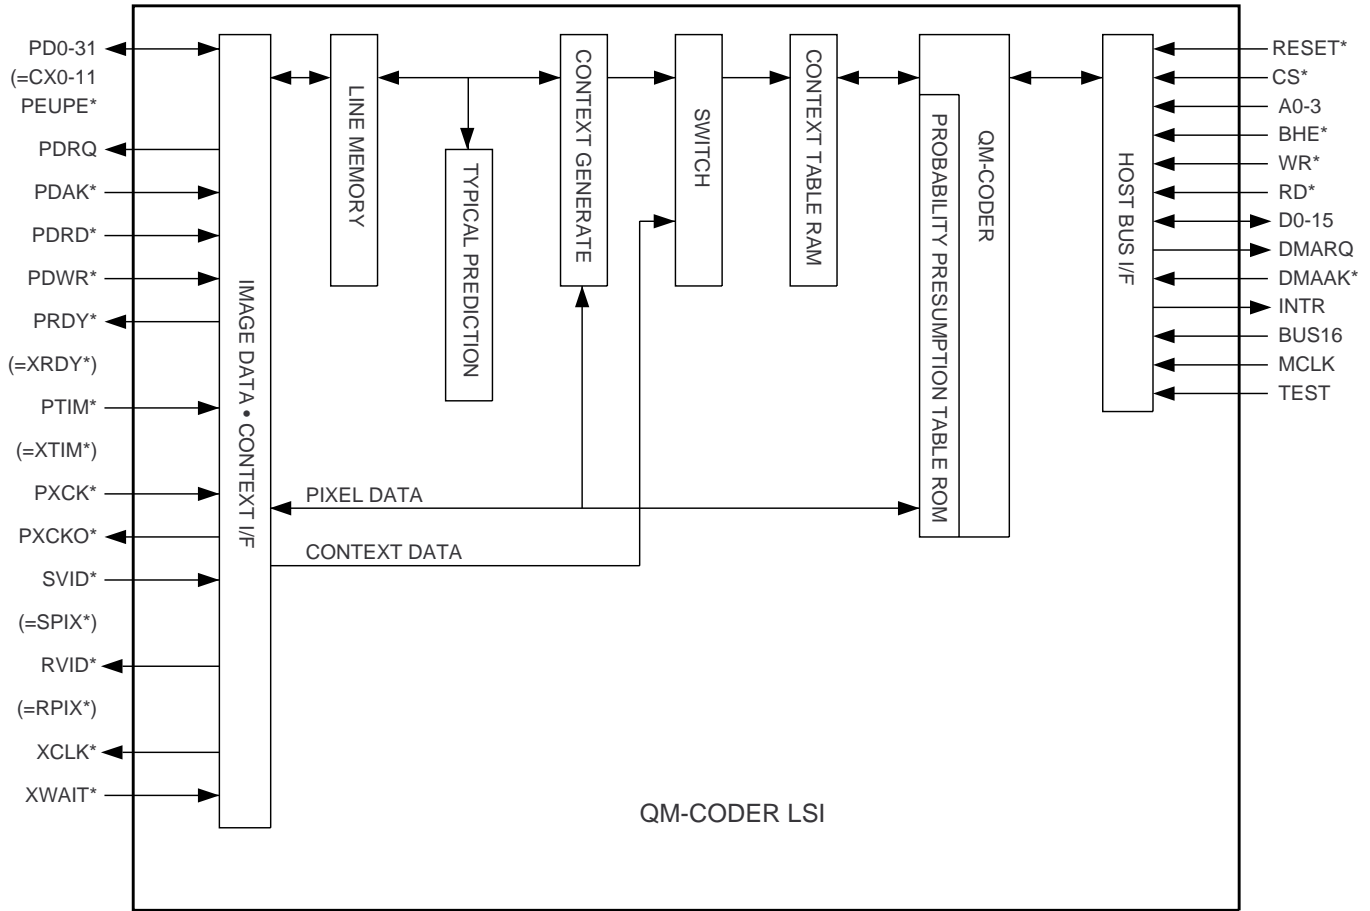 PD0-31
(=CX0-11
PEUPE*
PDRQ
PDAK*
PDRD*
PDWR*
PRDY*
(=XRDY*)
PTIM*
(=XTIM*)
PXCK*
PXCKO*
SVID*
(=SPIX*)
RVID*
(=RPIX*)
XCLK*
XWAIT*
IMAGE DATA • CONTEXT I/F
LINE MEMORY
TYPICAL PREDICTION
CONTEXT GENERATE
SWITCH
CONTEXT TABLE RAM
PROBABILITY PRESUMPTION TABLE ROM
QM-CODER
HOST BUS I/F
PIXEL DATA
CONTEXT DATA
QM-CODER LSI
RESET*
CS*
A0-3
BHE*
WR*
RD*
D0-15
DMARQ
DMAAK*
INTR
BUS16
MCLK
TEST